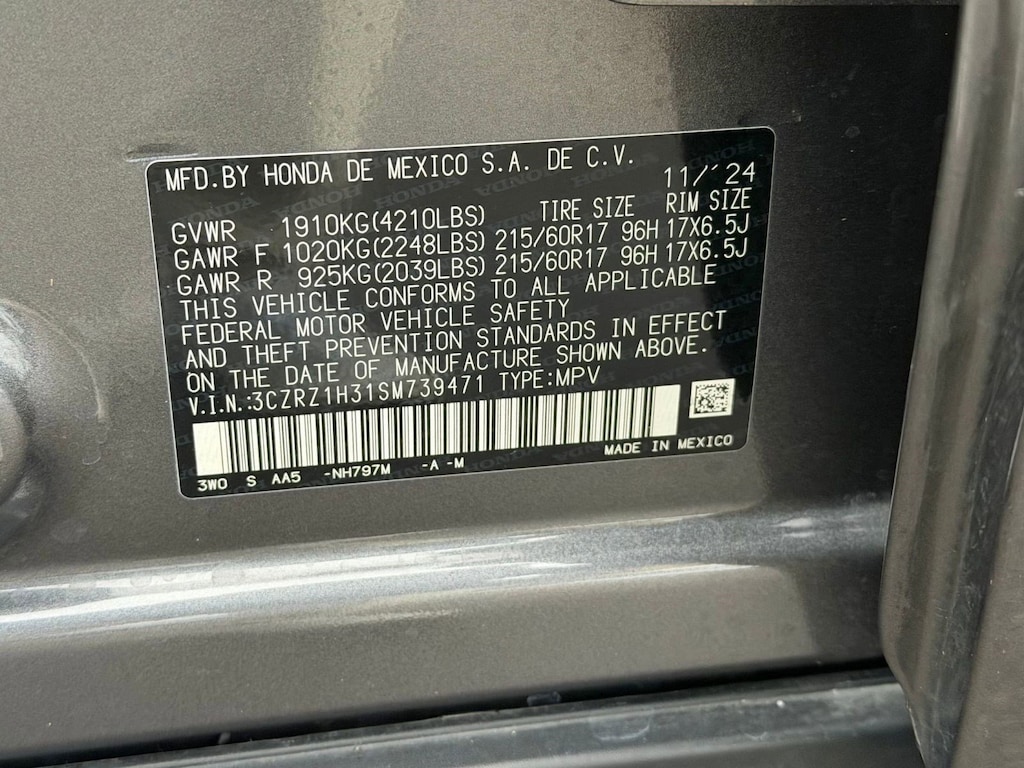 MFD.BY HONDA DE MEXICO S.A. DE C.V. 11/'24
GVWR 1910KG(4210LBS) TIRE SIZE RIM SIZE
GAWR F 1020KG(2248LBS) 215/60R17 96H 17X6.5J
GAWR R 925KG(2039LBS) 215/60R17 96H 17X6.5J
THIS VEHICLE CONFORMS TO ALL APPLICABLE
FEDERAL MOTOR VEHICLE SAFETY
AND THEFT PREVENTION STANDARDS IN EFFECT
ON THE DATE OF MANUFACTURE SHOWN ABOVE.
V.I.N.:3CZRZ1H31SM739471 TYPE:MPV
MADE IN MEXICO
3WO S AA5 -NH797M -A -M